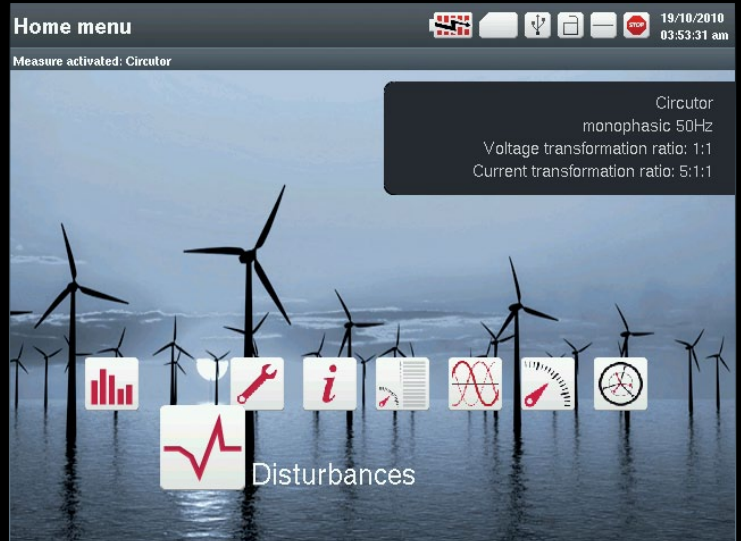 Home menu
STOP
19/10/2010
03:53:31 am
Measure activated: Circutor
Circutor
monophasic 50Hz
Voltage transformation ratio: 1:1
Current transformation ratio: 5:1:1
i
Disturbances